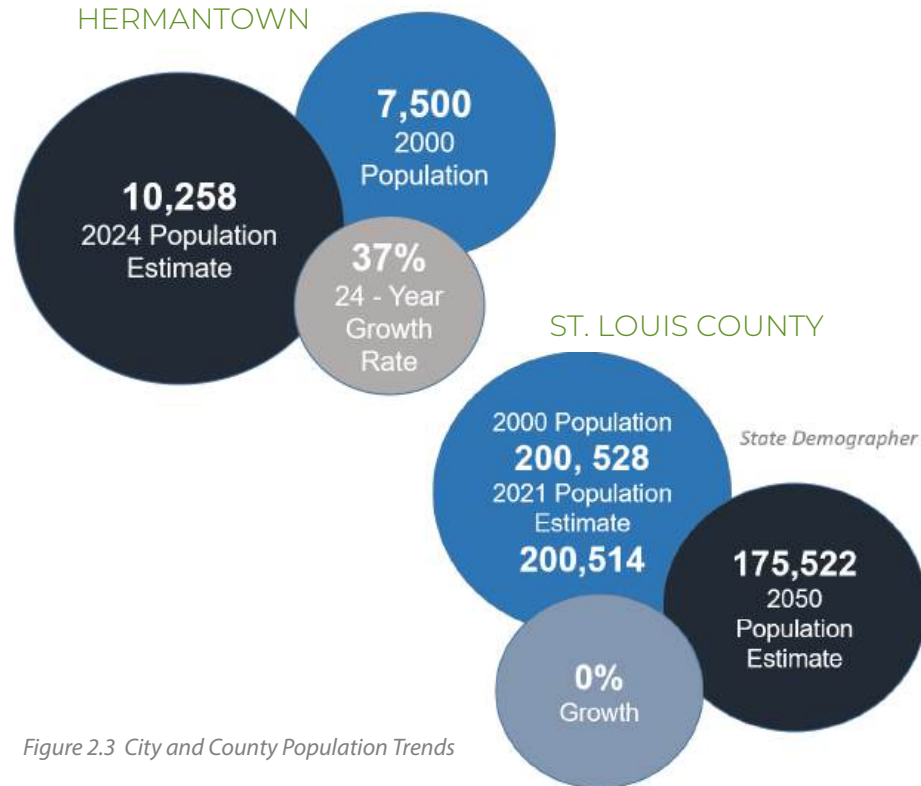 HERMANTOWN
7,500
2000
Population
10,258
2024 Population
Estimate
37%
24 - Year
Growth
Rate
ST. LOUIS COUNTY
2000 Population
200, 528
2021 Population
Estimate
200,514
State Demographer
175,522
2050
Population
Estimate
0%
Growth
Figure 2.3 City and County Population Trends